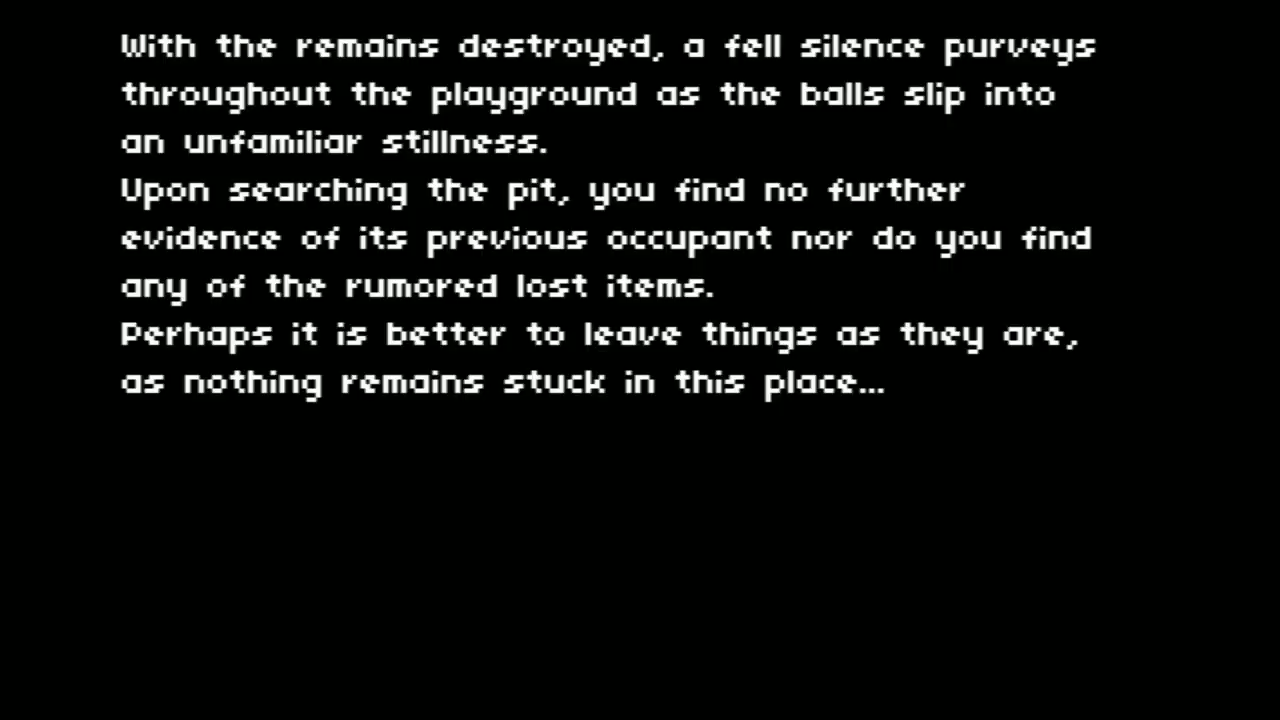 With the remains destroyed, a fell silence purveys
throughout the playground as the balls slip into
an unfamiliar stillness.
Upon searching the pit, you find no further
evidence of its previous occupant nor do you find
any of the rumored lost items.
Perhaps it is better to leave things as they are,
as nothing remains stuck in this place...